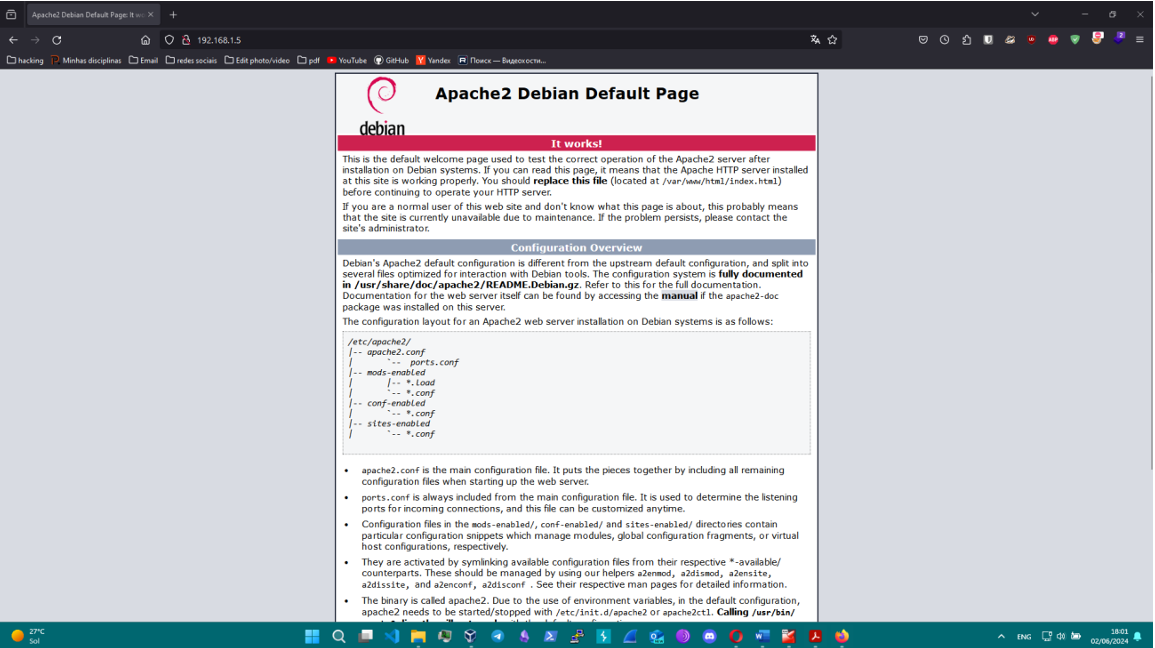 Apache2 Debian Default Page: It wo
192.168.1.5
2
hacking Minhas disciplinas Email redes sociais Edit photo/video pdf YouTube GitHub Yandex Поиск — Видеохости...
debian
Apache2 Debian Default Page
It works!
This is the default welcome page used to test the correct operation of the Apache2 server after
installation on Debian systems. If you can read this page, it means that the Apache HTTP server installed
at this site is working properly. You should replace this file (located at /var/www/html/index.html)
before continuing to operate your HTTP server.
If you are a normal user of this web site and don't know what this page is about, this probably means
that the site is currently unavailable due to maintenance. If the problem persists, please contact the
site's administrator.
Configuration Overview
Debian's Apache2 default configuration is different from the upstream default configuration, and split into
several files optimized for interaction with Debian tools. The configuration system is fully documented
in /usr/share/doc/apache2/README.Debian.gz. Refer to this for the full documentation.
Documentation for the web server itself can be found by accessing the manual if the apache2-doc
package was installed on this server.
The configuration layout for an Apache2 web server installation on Debian systems is as follows:
/etc/apache2/
|-- apache2.conf
|       `--  ports.conf
|-- mods-enabled
|       |-- *.load
|       `-- *.conf
|-- conf-enabled
|       `-- *.conf
|-- sites-enabled
|       `-- *.conf
• apache2.conf is the main configuration file. It puts the pieces together by including all remaining
configuration files when starting up the web server.
• ports.conf is always included from the main configuration file. It is used to determine the listening
ports for incoming connections, and this file can be customized anytime.
• Configuration files in the mods-enabled/, conf-enabled/ and sites-enabled/ directories contain
particular configuration snippets which manage modules, global configuration fragments, or virtual
host configurations, respectively.
• They are activated by symlinking available configuration files from their respective *-available/
counterparts. These should be managed by using our helpers a2enmod, a2dismod, a2ensite,
a2dissite, and a2enconf, a2disconf . See their respective man pages for detailed information.
• The binary is called apache2. Due to the use of environment variables, in the default configuration,
apache2 needs to be started/stopped with /etc/init.d/apache2 or apache2ctl. Calling /usr/bin/
27°C
Sol
ENG
18:01
02/06/2024